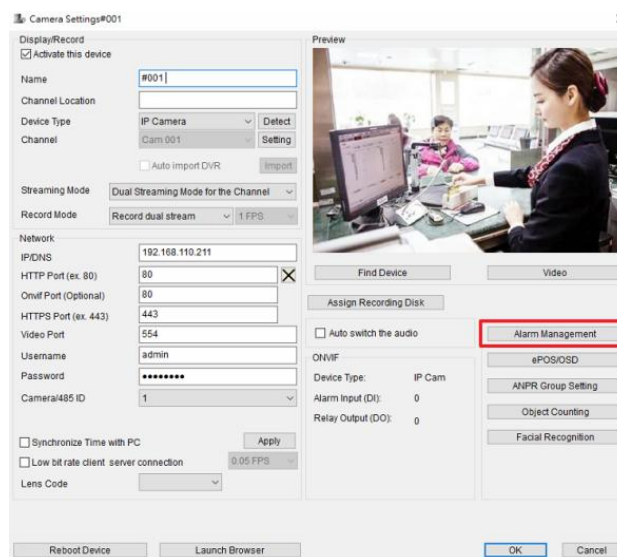 Camera Settings#001
Display/Record
Activate this device
Name #001
Channel Location
Device Type IP Camera Detect
Channel Cam 001 Setting
Auto import DVR Import
Streaming Mode Dual Streaming Mode for the Channel
Record Mode Record dual stream 1 FPS
Network
IP/DNS 192.168.110.211
HTTP Port (ex. 80) 80
Onvif Port (Optional) 80
HTTPS Port (ex. 443) 443
Video Port 554
Username admin
Password ••••••••
Camera/485 ID 1
Synchronize Time with PC Apply
Low bit rate client server connection 0.05 FPS
Lens Code
Reboot Device Launch Browser
Preview
Find Device Video
Assign Recording Disk
Auto switch the audio
ONVIF
Device Type: IP Cam
Alarm Input (DI): 0
Relay Output (DO): 0
Alarm Management
ePOS/OSD
ANPR Group Setting
Object Counting
Facial Recognition
OK Cancel